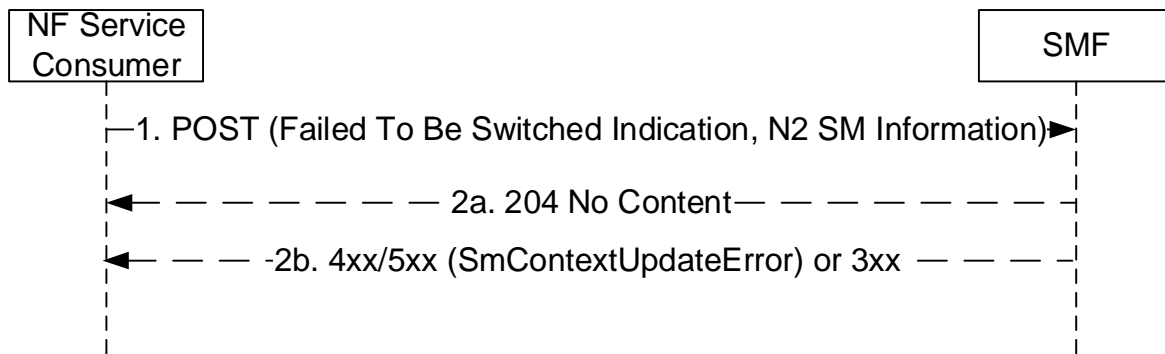 NF Service
Consumer
SMF
1. POST (Failed To Be Switched Indication, N2 SM Information)
2a. 204 No Content
2b. 4xx/5xx (SmContextUpdateError) or 3xx